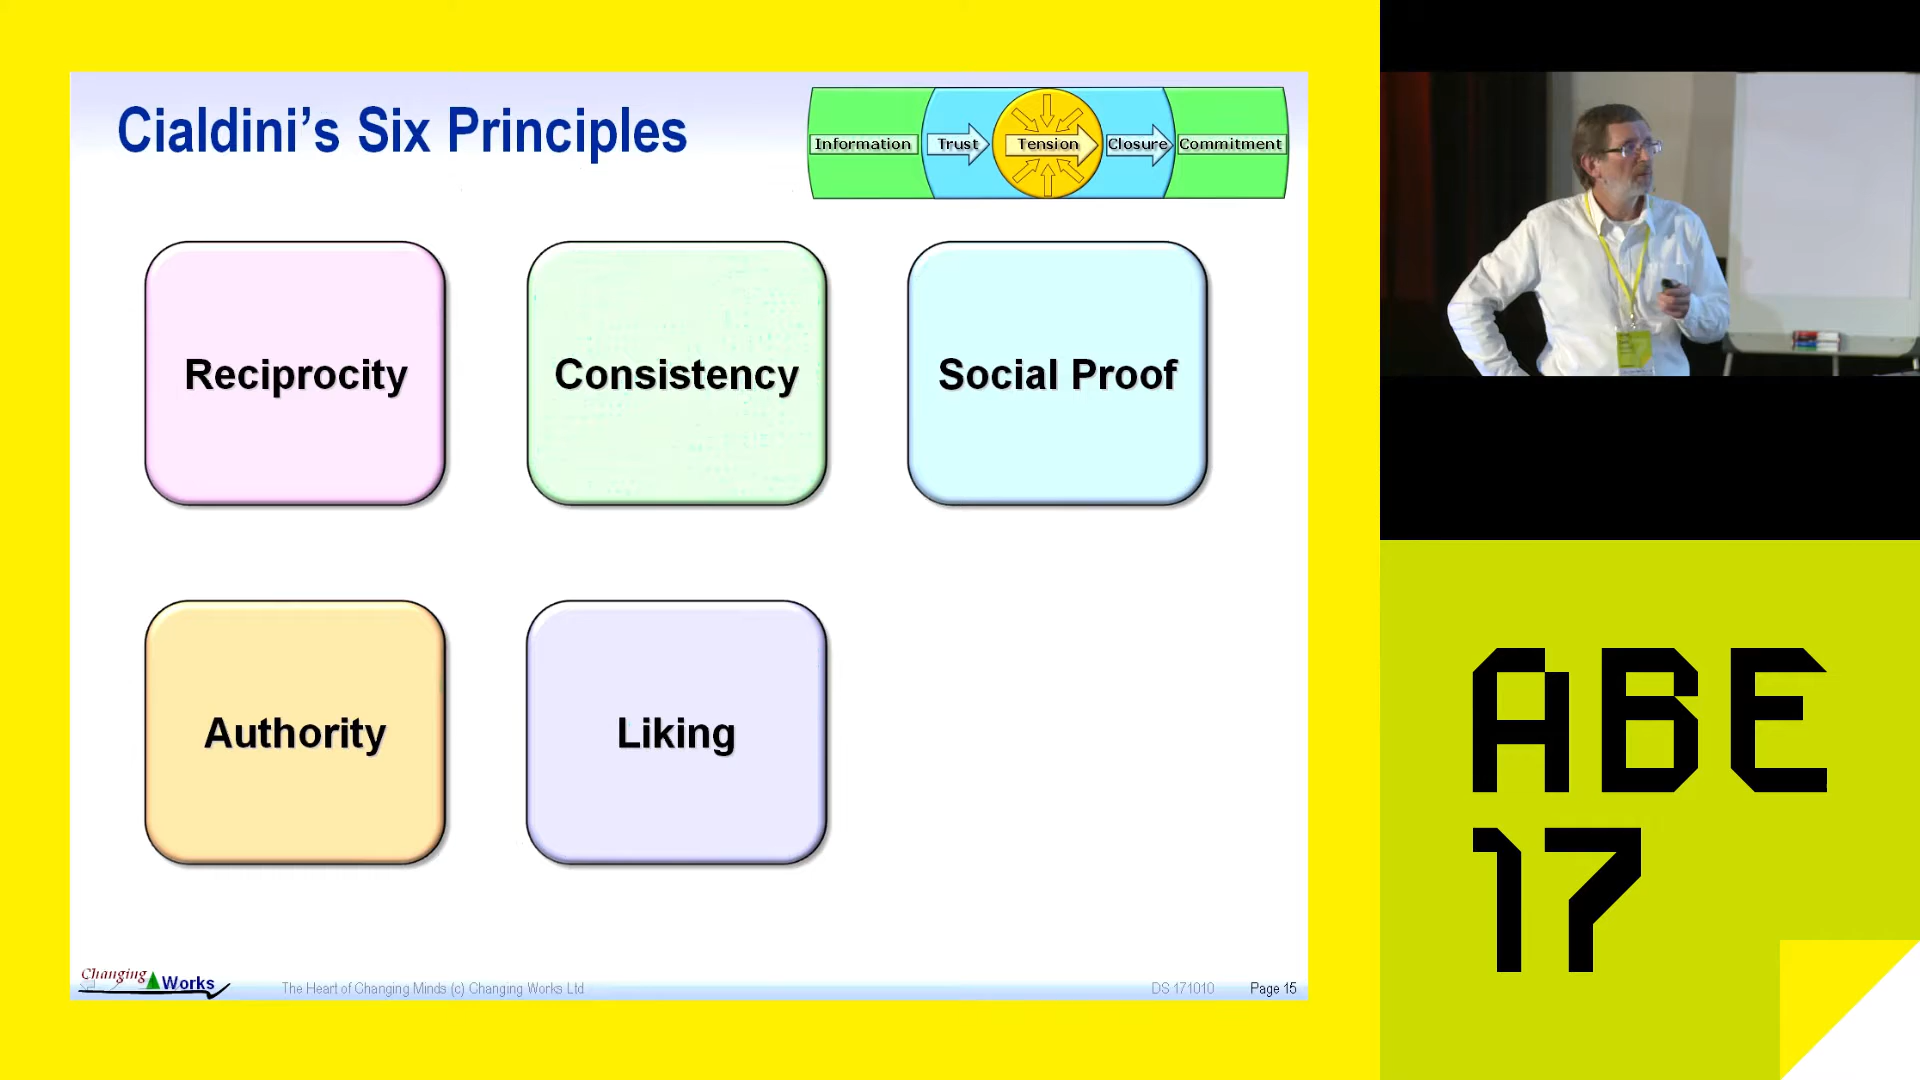 Cialdini’s Six Principles
Information
Trust
Tension
Closure
Commitment
Reciprocity
Consistency
Social Proof
Authority
Liking
Changing Works
The Heart of Changing Minds (c) Changing Works Ltd
DS 171010
Page 15
ABE
17